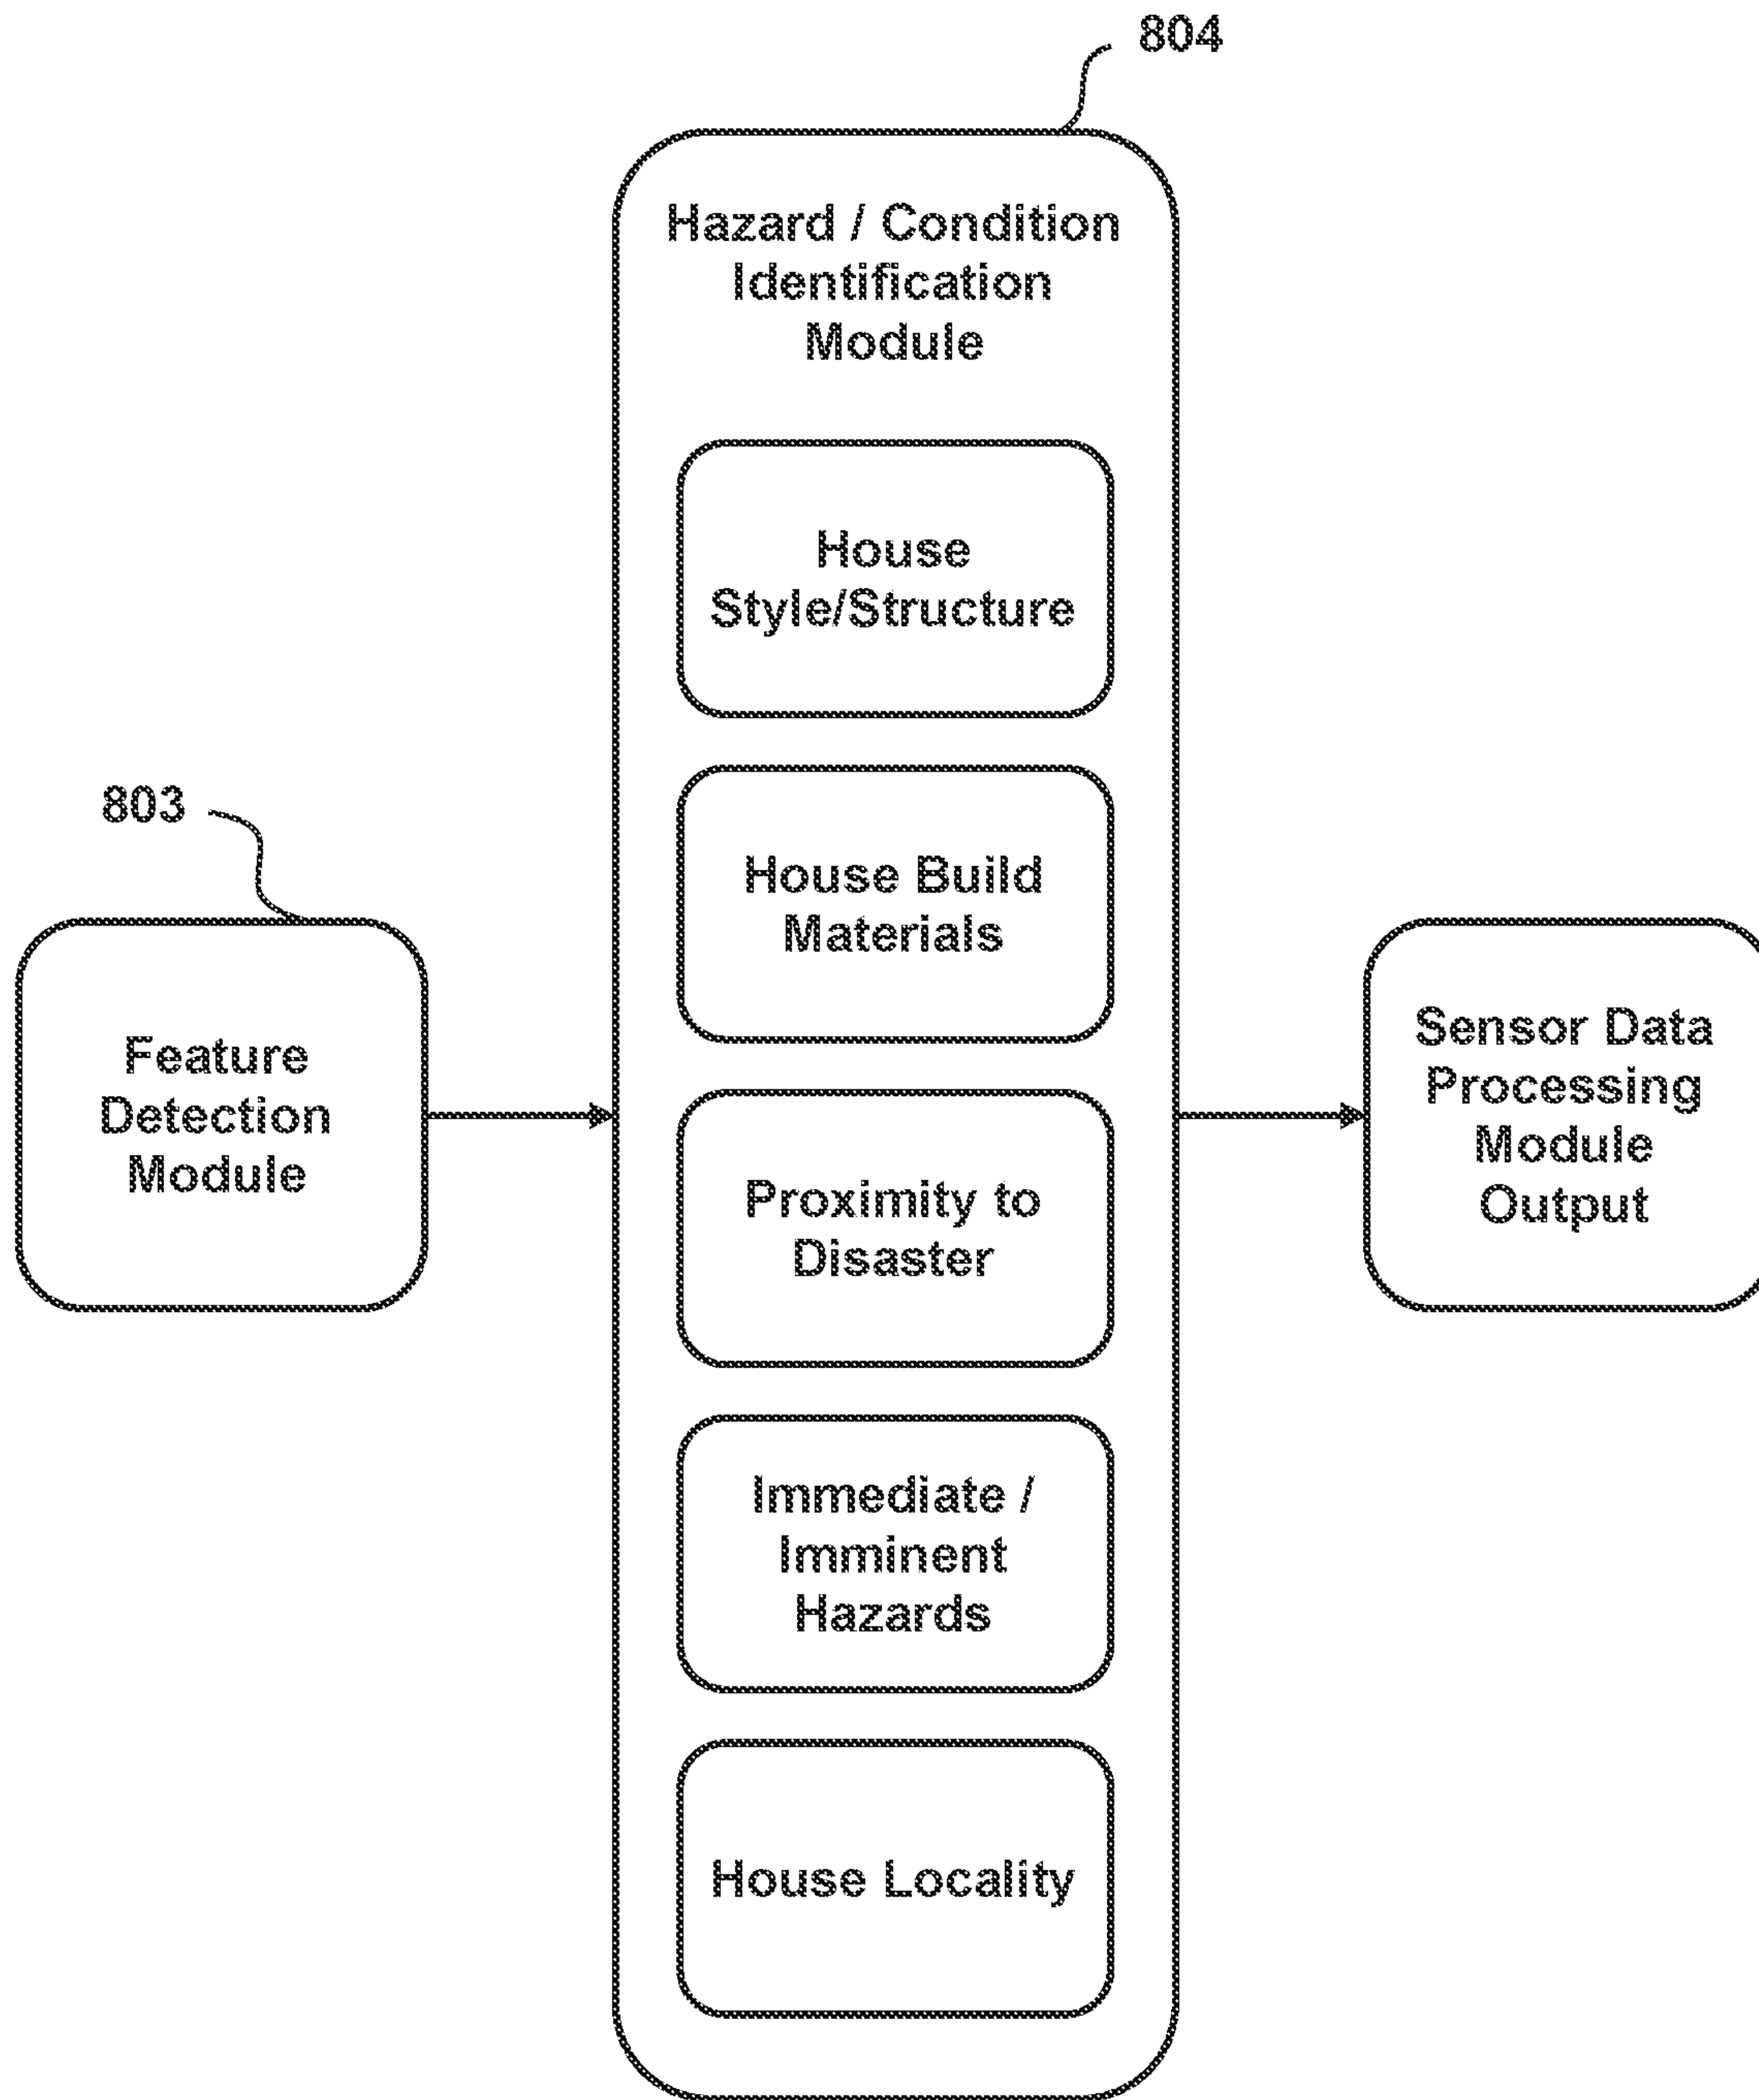 804
Hazard / Condition
Identification
Module
House
Style/Structure
House Build
Materials
Proximity to
Disaster
Immediate /
Imminent
Hazards
House Locality
803
Feature
Detection
Module
Sensor Data
Processing
Module
Output